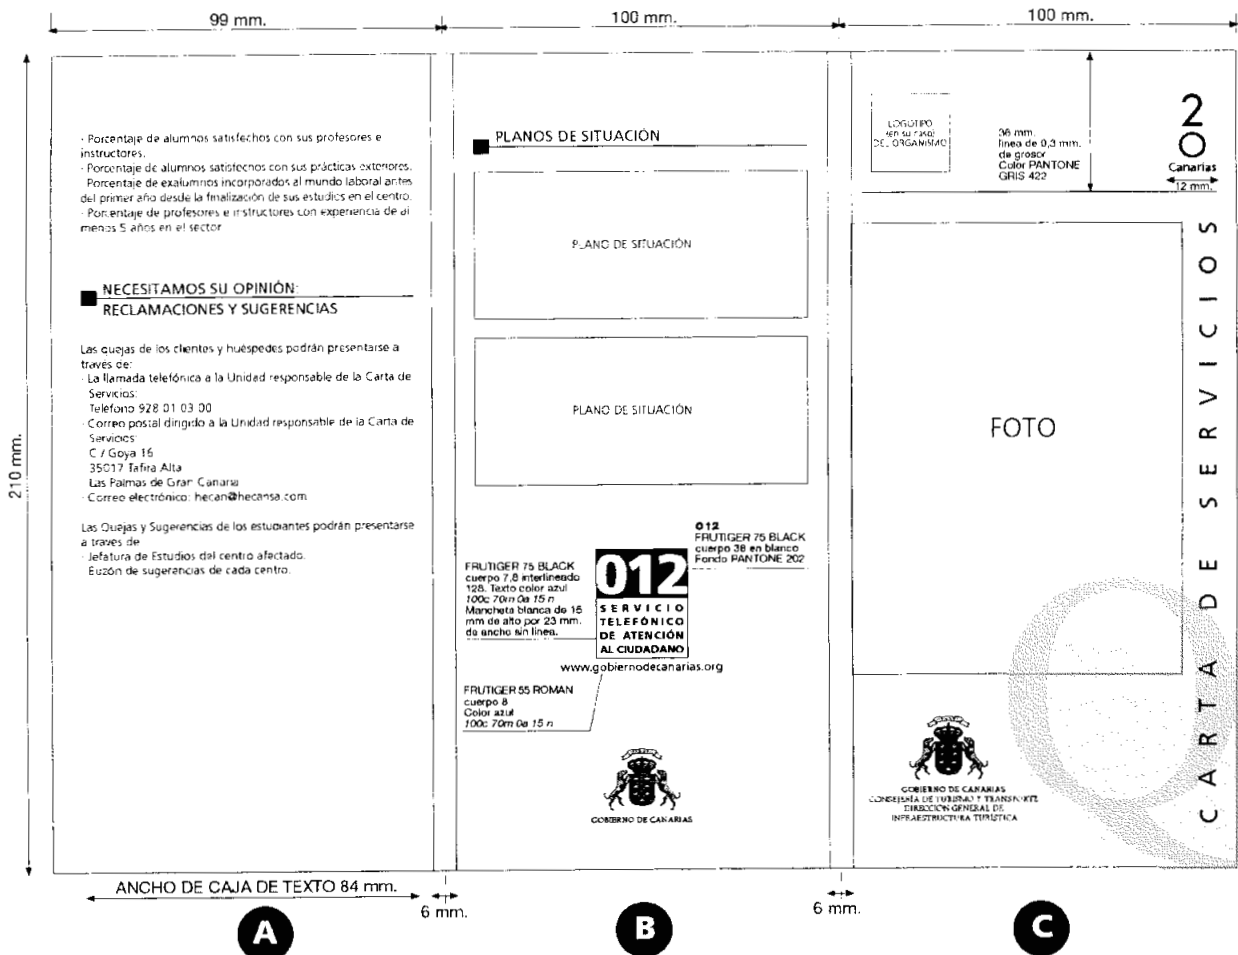 99 mm.
100 mm.
100 mm.
210 mm.
· Porcentaje de alumnos satisfechos con sus profesores e
instructores.
· Porcentaje de alumnos satisfechos con sus prácticas exteriores.
Porcentaje de exalumnos incorporados al mundo laboral antes
del primer año desde la finalización de sus estudios en el centro.
· Porcentaje de profesores e instructores con experiencia de al
menos 5 años en el sector
NECESITAMOS SU OPINIÓN:
RECLAMACIONES Y SUGERENCIAS
Las quejas de los clientes y huéspedes podrán presentarse a
través de:
· La llamada telefónica a la Unidad responsable de la Carta de
Servicios:
Teléfono 928 01 03 00
· Correo postal dirigido a la Unidad responsable de la Carta de
Servicios
C / Goya 16
35017 Tafira Alta
Las Palmas de Gran Canaria
· Correo electrónico: hecan@hecansa.com
Las Quejas y Sugerencias de los estudiantes podrán presentarse
a traves de
· Jefatura de Estudios del centro afectado.
Buzón de sugerencias de cada centro.
ANCHO DE CAJA DE TEXTO 84 mm.
6 mm.
A
PLANOS DE SITUACIÓN
PLANO DE SITUACIÓN
PLANO DE SITUACIÓN
012
FRUTIGER 75 BLACK
cuerpo 38 en blanco
Fondo PANTONE 202
FRUTIGER 75 BLACK
cuerpo 7,8 interlineado
128. Texto color azul
100c 70m 0a 15 n
Mancheta blanca de 15
mm de alto por 23 mm.
de ancho sin linea.
012
SERVICIO
TELEFÓNICO
DE ATENCIÓN
AL CIUDADANO
www.gobiernodecanarias.org
FRUTIGER 55 ROMAN
cuerpo 8
Color azul
100c 70m 0a 15 n
GOBIERNO DE CANARIAS
6 mm.
B
LOGOTIPO
(en su caso)
DEL ORGANISMO
36 mm.
linea de 0,3 mm.
de grosor
Color PANTONE
GRIS 422
2
O
Canarias
12 mm.
FOTO
CARTA DE SERVICIOS
GOBIERNO DE CANARIAS
CONSEJERÍA DE TURISMO Y TRANSPORTE
DIRECCIÓN GENERAL DE
INFRAESTRUCTURA TURÍSTICA
C